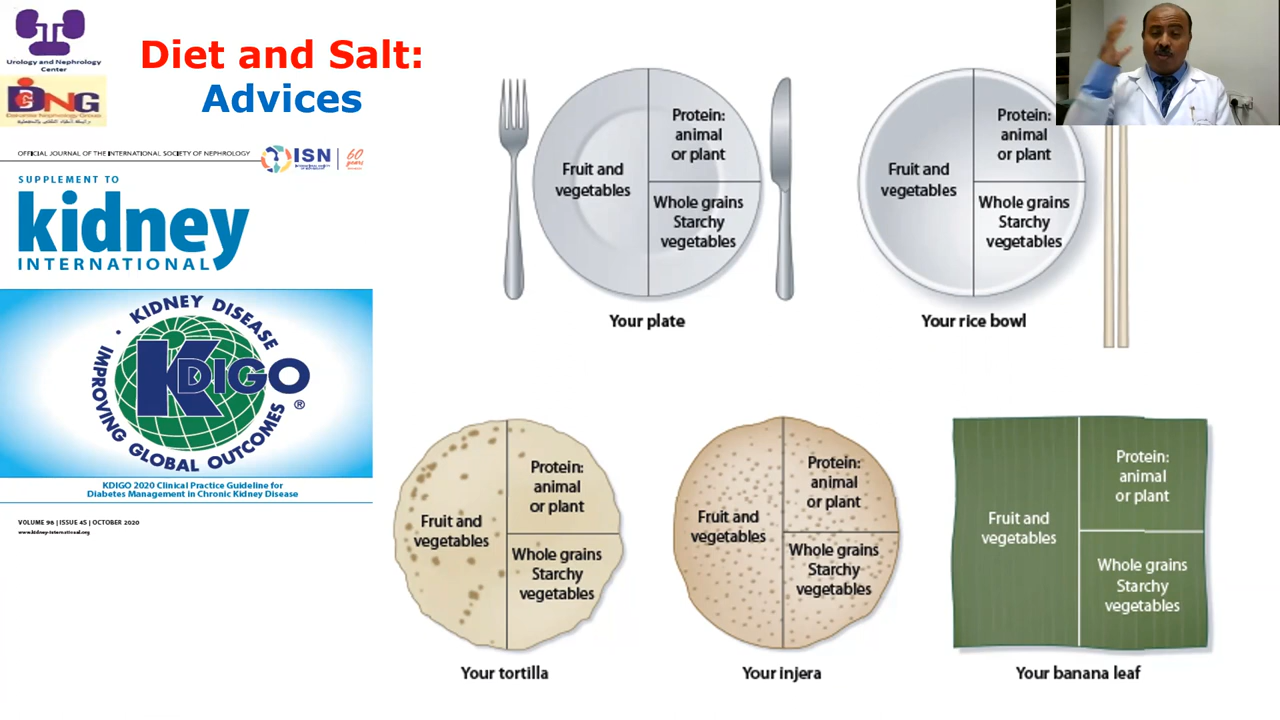 Urology and Nephrology
Center
DNG
Diabetes Nephrology Group
Diet and Salt:
Advices
OFFICIAL JOURNAL OF THE INTERNATIONAL SOCIETY OF NEPHROLOGY
ISN
60
years
SUPPLEMENT TO
kidney
INTERNATIONAL
KIDNEY DISEASE
KDIGO
®
IMPROVING GLOBAL OUTCOMES
KDIGO 2020 Clinical Practice Guideline for
Diabetes Management in Chronic Kidney Disease
VOLUME 98 | ISSUE 4S | OCTOBER 2020
www.kidney-international.org
Fruit and
vegetables
Protein:
animal
or plant
Whole grains
Starchy
vegetables
Your plate
Fruit and
vegetables
Protein:
animal
or plant
Whole grains
Starchy
vegetables
Your rice bowl
Fruit and
vegetables
Protein:
animal
or plant
Whole grains
Starchy
vegetables
Your tortilla
Fruit and
vegetables
Protein:
animal
or plant
Whole grains
Starchy
vegetables
Your injera
Fruit and
vegetables
Protein:
animal
or plant
Whole grains
Starchy
vegetables
Your banana leaf